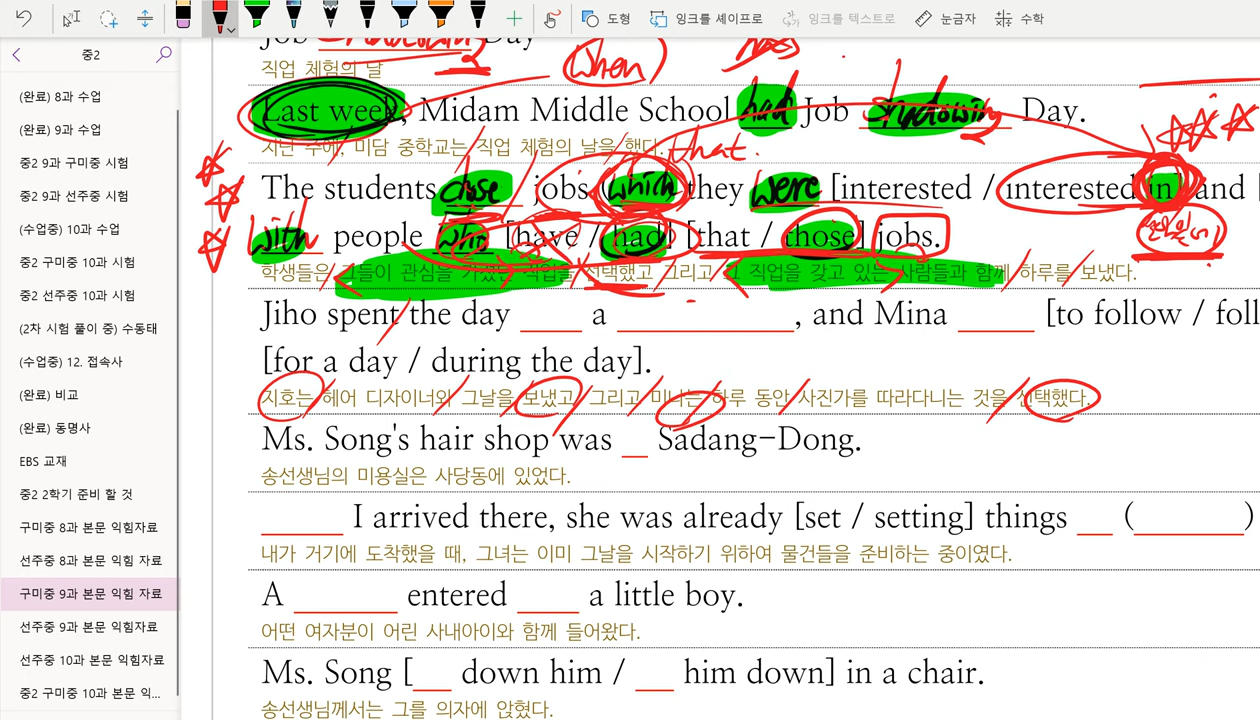 도형 잉크를 셰이프로 잉크를 텍스트로 눈금자 수학
중2
(완료) 8과 수업
(완료) 9과 수업
중2 9과 구미중 시험
중2 9과 선주중 시험
(수업중) 10과 수업
중2 구미중 10과 시험
중2 선주중 10과 시험
(2차 시험 풀이 중) 수동태
(수업중) 12. 접속사
(완료) 비교
(완료) 동명사
EBS 교재
중2 2학기 준비 할 것
구미중 8과 본문 익힘자료
선주중 8과 본문 익힘 자료
구미중 9과 본문 익힘 자료
선주중 9과 본문 익힘자료
선주중 10과 본문 익힘자료
중2 구미중 10과 본문 익...
Job shadowing Day
(when)
직업 체험의 날
Last week, Midam Middle School had Job shadowing Day.
지난 주에, 미담 중학교는 직업 체험의 날을 했다.
that.
The students chose jobs which they were [interested / interested in] and
with people who [have / had] [that / those] jobs.
학생들은 그들이 관심을 가졌던 직업을 선택했고 그리고 그 직업을 갖고 있는 사람들과 함께 하루를 보냈다.
Jiho spent the day ____ a ____, and Mina ____ [to follow / foll
[for a day / during the day].
지호는 헤어 디자이너와 그날을 보냈고 그리고 미나는 하루 동안 사진가를 따라다니는 것을 선택했다.
Ms. Song's hair shop was __ Sadang-Dong.
송선생님의 미용실은 사당동에 있었다.
____ I arrived there, she was already [set / setting] things __ (____)
내가 거기에 도착했을 때, 그녀는 이미 그날을 시작하기 위하여 물건들을 준비하는 중이였다.
A ____ entered ____ a little boy.
어떤 여자분이 어린 사내아이와 함께 들어왔다.
Ms. Song [__ down him / __ him down] in a chair.
송선생님께서는 그를 의자에 앉혔다.